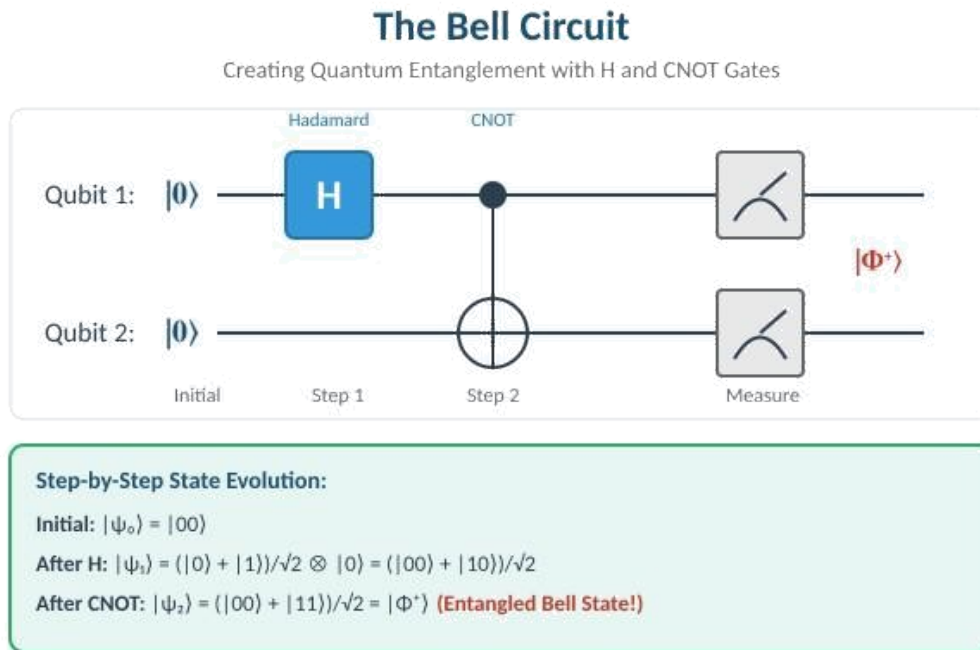 The Bell Circuit
Creating Quantum Entanglement with H and CNOT Gates
Hadamard CNOT
Qubit 1: |0⟩ H
|Φ⁺⟩
Qubit 2: |0⟩
Initial Step 1 Step 2 Measure
Step-by-Step State Evolution:
Initial: |ψ₀⟩ = |00⟩
After H: |ψ₁⟩ = (|0⟩ + |1⟩)/√2 ⊗ |0⟩ = (|00⟩ + |10⟩)/√2
After CNOT: |ψ₂⟩ = (|00⟩ + |11⟩)/√2 = |Φ⁺⟩ (Entangled Bell State!)